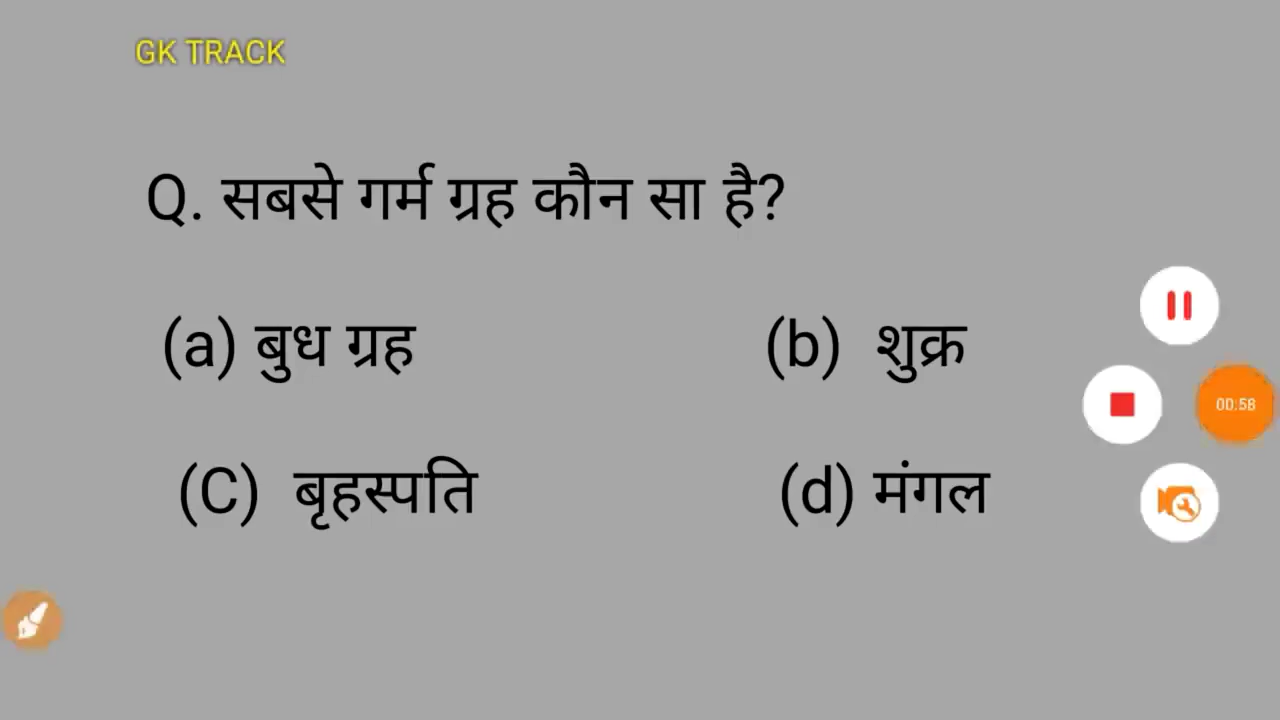 GK TRACK
Q. सबसे गर्म ग्रह कौन सा है?
(a) बुध ग्रह (b) शुक्र
(C) बृहस्पति (d) मंगल
00:58